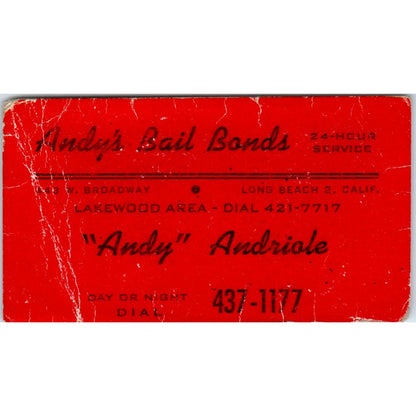 Andy's Bail Bonds
24-HOUR
SERVICE
W. BROADWAY
LONG BEACH 2, CALIF.
LAKEWOOD AREA - DIAL 421-7717
"Andy" Andriole
DAY OR NIGHT
DIAL
437-1177